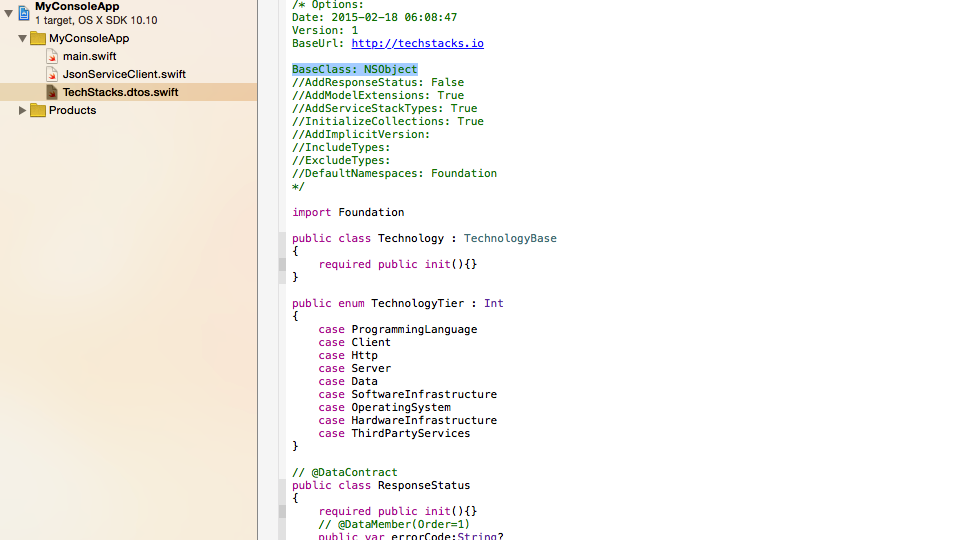 MyConsoleApp
1 target, OS X SDK 10.10
MyConsoleApp
main.swift
JsonServiceClient.swift
TechStacks.dtos.swift
Products
/* Options:
Date: 2015-02-18 06:08:47
Version: 1
BaseUrl: http://techstacks.io
BaseClass: NSObject
//AddResponseStatus: False
//AddModelExtensions: True
//AddServiceStackTypes: True
//InitializeCollections: True
//AddImplicitVersion:
//IncludeTypes:
//ExcludeTypes:
//DefaultNamespaces: Foundation
*/
import Foundation
public class Technology : TechnologyBase
{
    required public init(){}
}
public enum TechnologyTier : Int
{
    case ProgrammingLanguage
    case Client
    case Http
    case Server
    case Data
    case SoftwareInfrastructure
    case OperatingSystem
    case HardwareInfrastructure
    case ThirdPartyServices
}
// @DataContract
public class ResponseStatus
{
    required public init(){}
    // @DataMember(Order=1)
    public var errorCode:String?